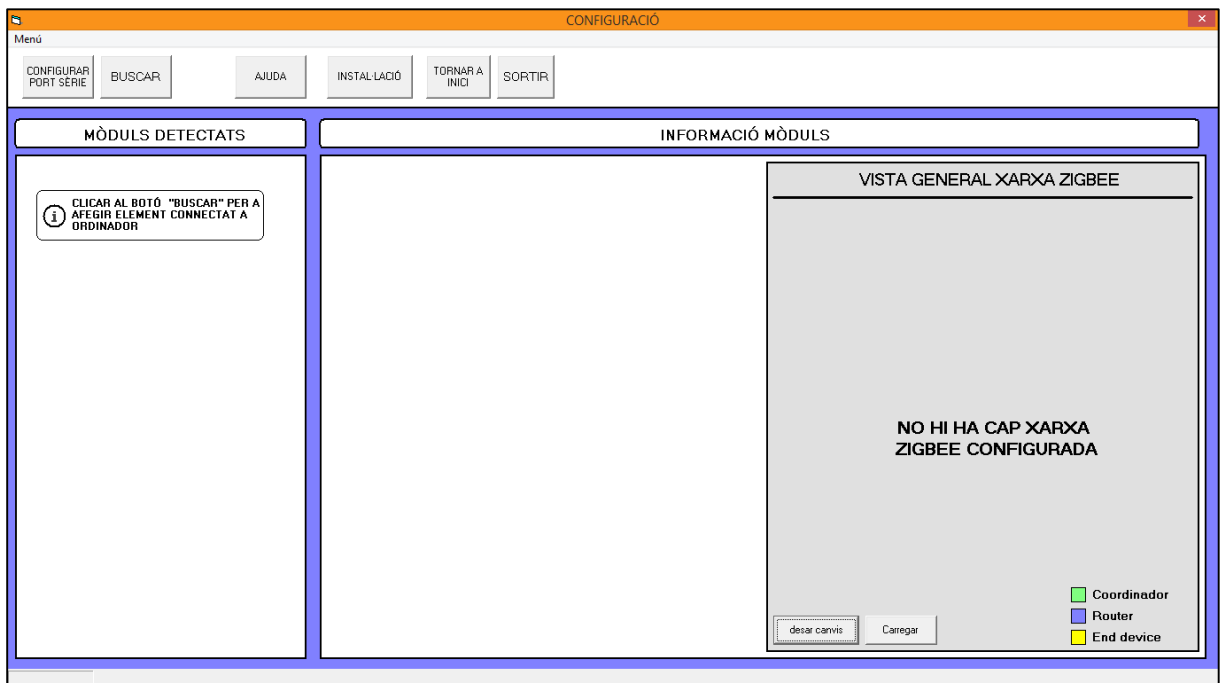 CONFIGURACIÓ
Menú
CONFIGURAR
PORT SÈRIE
BUSCAR
AJUDA
INSTAL·LACIÓ
TORNAR A
INICI
SORTIR
MÒDULS DETECTATS
INFORMACIÓ MÒDULS
CLICAR AL BOTÓ "BUSCAR" PER A
AFEGIR ELEMENT CONNECTAT A
ORDINADOR
VISTA GENERAL XARXA ZIGBEE
NO HI HA CAP XARXA
ZIGBEE CONFIGURADA
Coordinador
Router
End device
desar canvis
Carregar